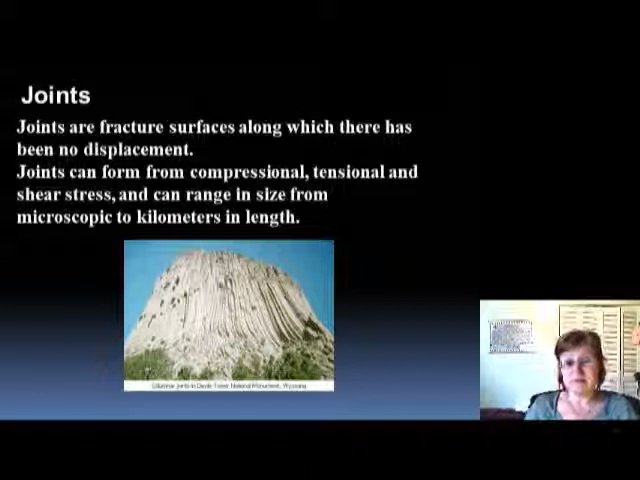 Joints
Joints are fracture surfaces along which there has
been no displacement.
Joints can form from compressional, tensional and
shear stress, and can range in size from
microscopic to kilometers in length.
Columnar joints in Devils Tower National Monument, Wyoming